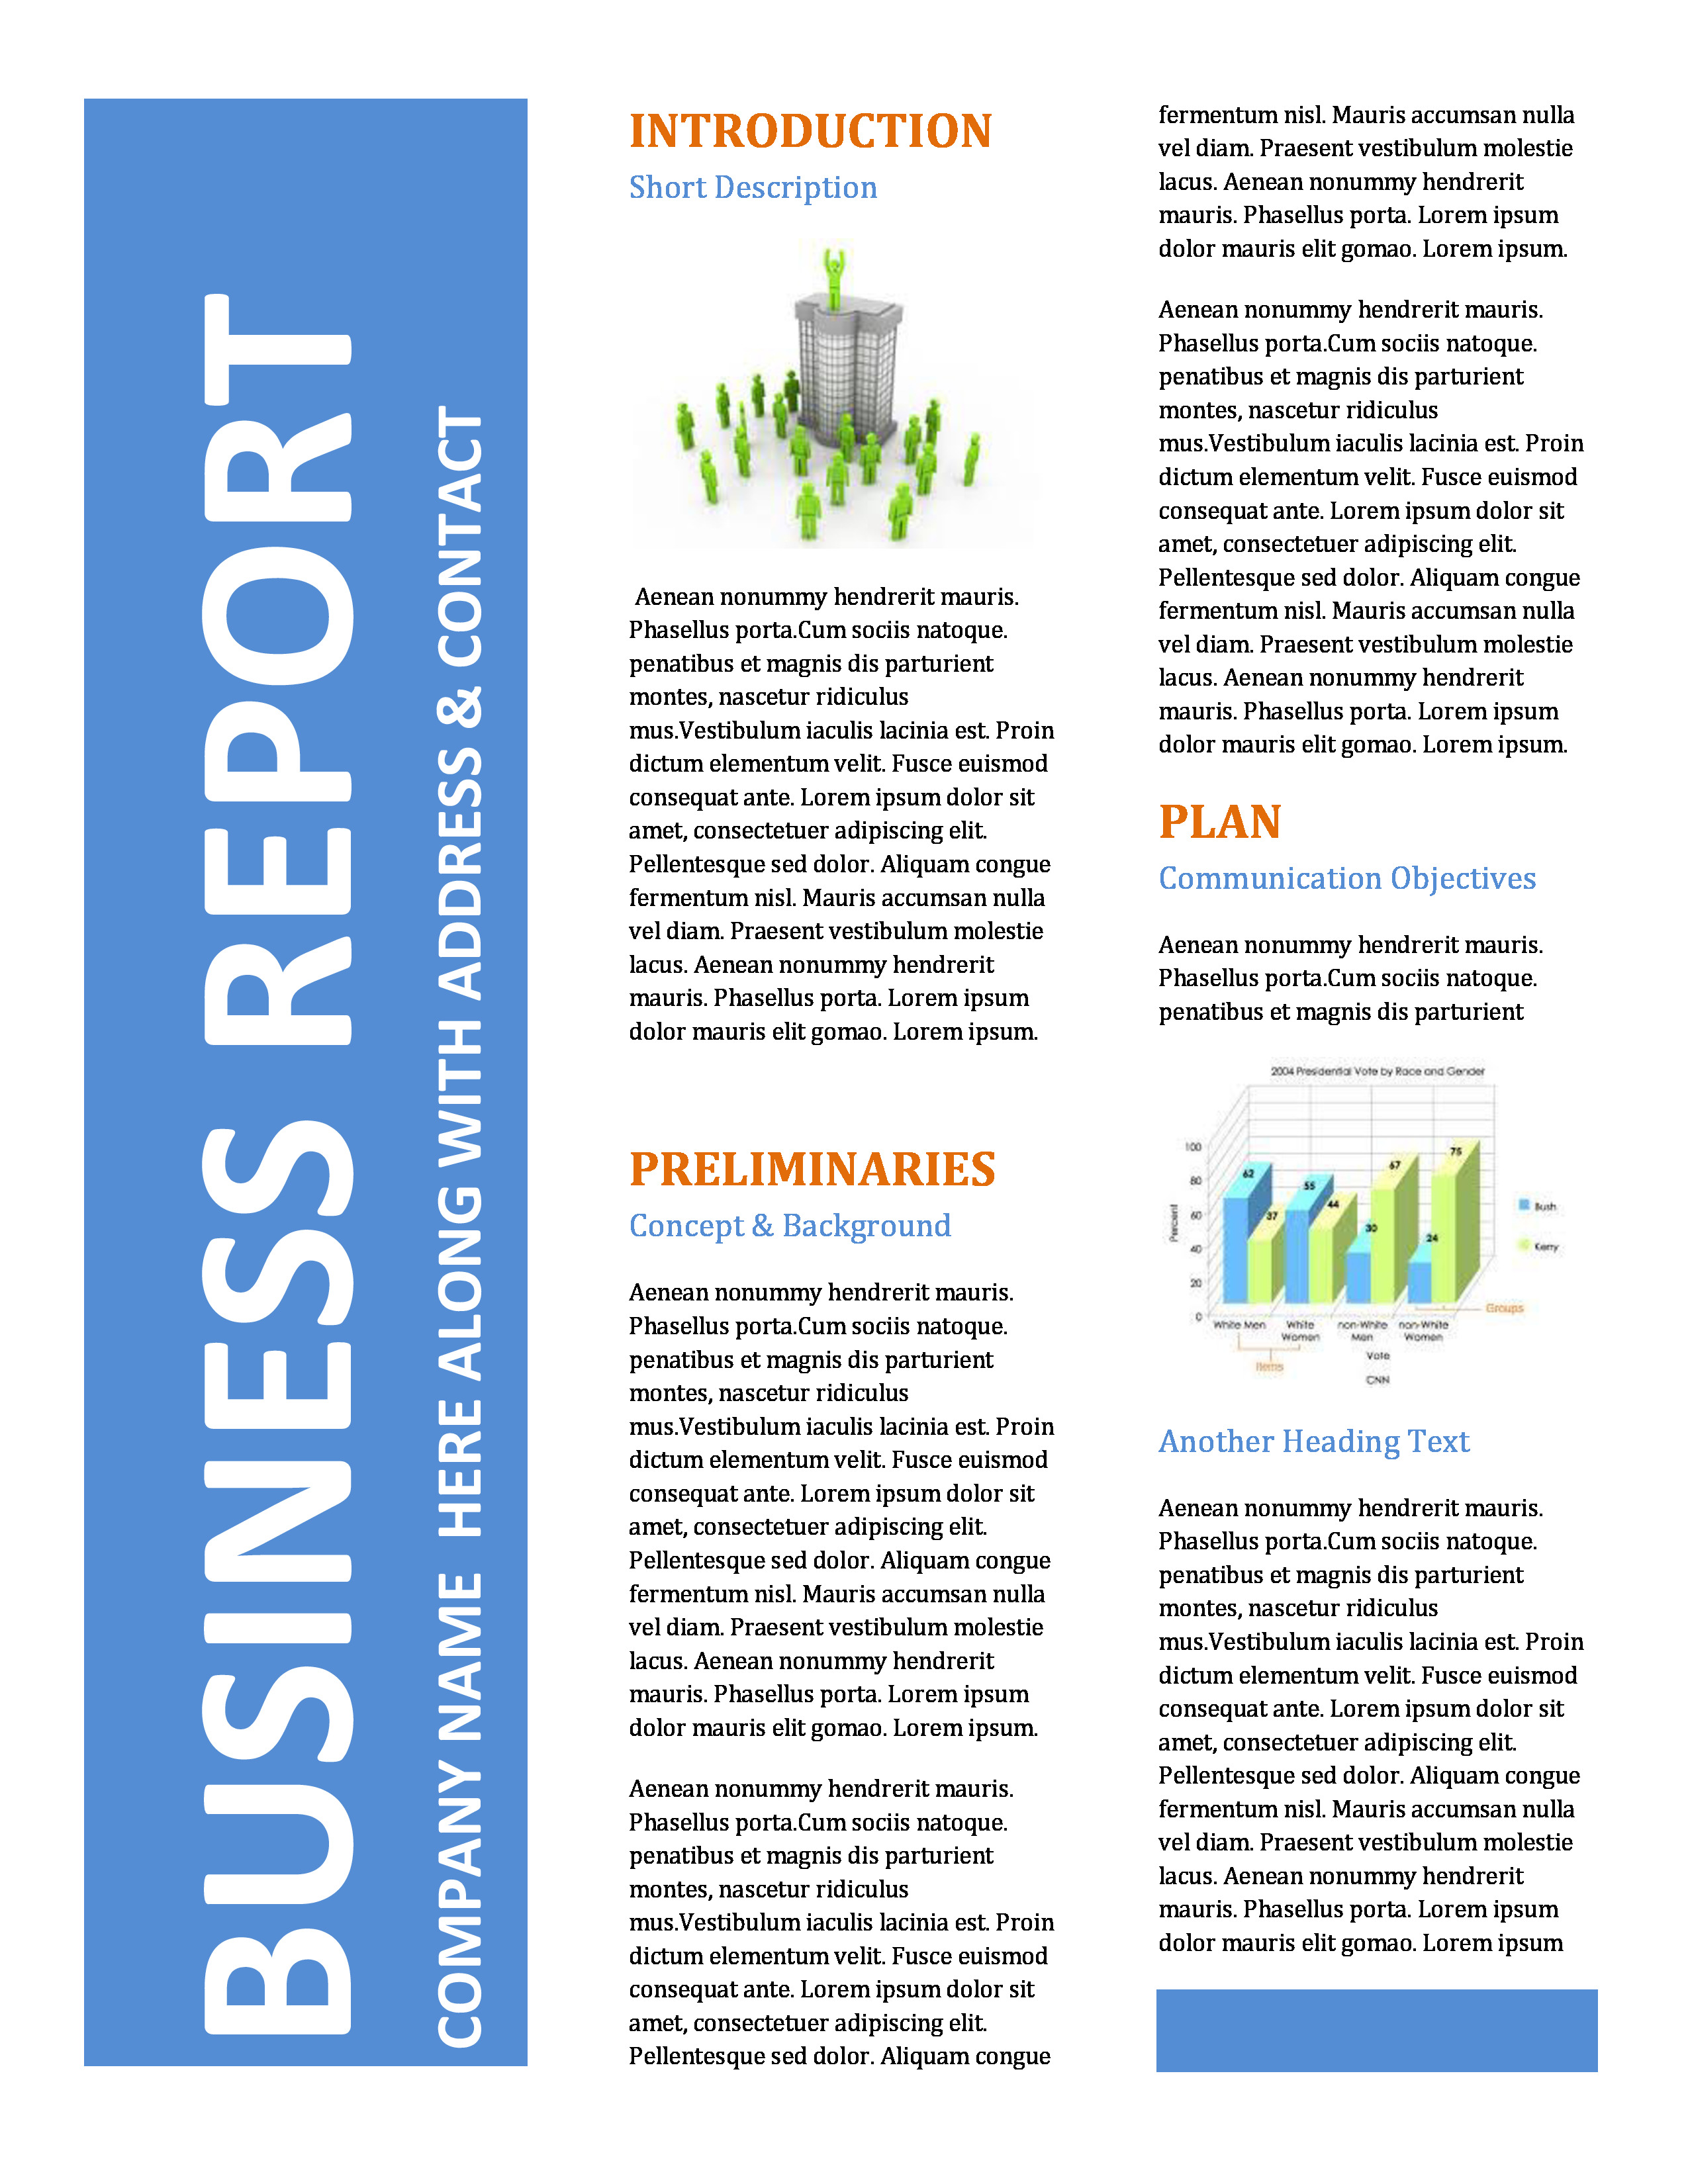 BUSINESS REPORT
COMPANY NAME HERE ALONG WITH ADDRESS & CONTACT
INTRODUCTION
Short Description
Aenean nonummy hendrerit mauris.
Phasellus porta.Cum sociis natoque.
penatibus et magnis dis parturient
montes, nascetur ridiculus
mus.Vestibulum iaculis lacinia est. Proin
dictum elementum velit. Fusce euismod
consequat ante. Lorem ipsum dolor sit
amet, consectetuer adipiscing elit.
Pellentesque sed dolor. Aliquam congue
fermentum nisl. Mauris accumsan nulla
vel diam. Praesent vestibulum molestie
lacus. Aenean nonummy hendrerit
mauris. Phasellus porta. Lorem ipsum
dolor mauris elit gomao. Lorem ipsum.
PRELIMINARIES
Concept & Background
Aenean nonummy hendrerit mauris.
Phasellus porta.Cum sociis natoque.
penatibus et magnis dis parturient
montes, nascetur ridiculus
mus.Vestibulum iaculis lacinia est. Proin
dictum elementum velit. Fusce euismod
consequat ante. Lorem ipsum dolor sit
amet, consectetuer adipiscing elit.
Pellentesque sed dolor. Aliquam congue
fermentum nisl. Mauris accumsan nulla
vel diam. Praesent vestibulum molestie
lacus. Aenean nonummy hendrerit
mauris. Phasellus porta. Lorem ipsum
dolor mauris elit gomao. Lorem ipsum.
Aenean nonummy hendrerit mauris.
Phasellus porta.Cum sociis natoque.
penatibus et magnis dis parturient
montes, nascetur ridiculus
mus.Vestibulum iaculis lacinia est. Proin
dictum elementum velit. Fusce euismod
consequat ante. Lorem ipsum dolor sit
amet, consectetuer adipiscing elit.
Pellentesque sed dolor. Aliquam congue
fermentum nisl. Mauris accumsan nulla
vel diam. Praesent vestibulum molestie
lacus. Aenean nonummy hendrerit
mauris. Phasellus porta. Lorem ipsum
dolor mauris elit gomao. Lorem ipsum.
Aenean nonummy hendrerit mauris.
Phasellus porta.Cum sociis natoque.
penatibus et magnis dis parturient
montes, nascetur ridiculus
mus.Vestibulum iaculis lacinia est. Proin
dictum elementum velit. Fusce euismod
consequat ante. Lorem ipsum dolor sit
amet, consectetuer adipiscing elit.
Pellentesque sed dolor. Aliquam congue
fermentum nisl. Mauris accumsan nulla
vel diam. Praesent vestibulum molestie
lacus. Aenean nonummy hendrerit
mauris. Phasellus porta. Lorem ipsum
dolor mauris elit gomao. Lorem ipsum.
PLAN
Communication Objectives
Aenean nonummy hendrerit mauris.
Phasellus porta.Cum sociis natoque.
penatibus et magnis dis parturient
2004 Presidential Vote by Race and Gender
Percent
100
80
60
40
20
0
62 37 55 44 30 67 24 75
Bush
Kerry
Groups
White Men White Women non-White Men non-White Women
Items
Vote
CNN
Another Heading Text
Aenean nonummy hendrerit mauris.
Phasellus porta.Cum sociis natoque.
penatibus et magnis dis parturient
montes, nascetur ridiculus
mus.Vestibulum iaculis lacinia est. Proin
dictum elementum velit. Fusce euismod
consequat ante. Lorem ipsum dolor sit
amet, consectetuer adipiscing elit.
Pellentesque sed dolor. Aliquam congue
fermentum nisl. Mauris accumsan nulla
vel diam. Praesent vestibulum molestie
lacus. Aenean nonummy hendrerit
mauris. Phasellus porta. Lorem ipsum
dolor mauris elit gomao. Lorem ipsum